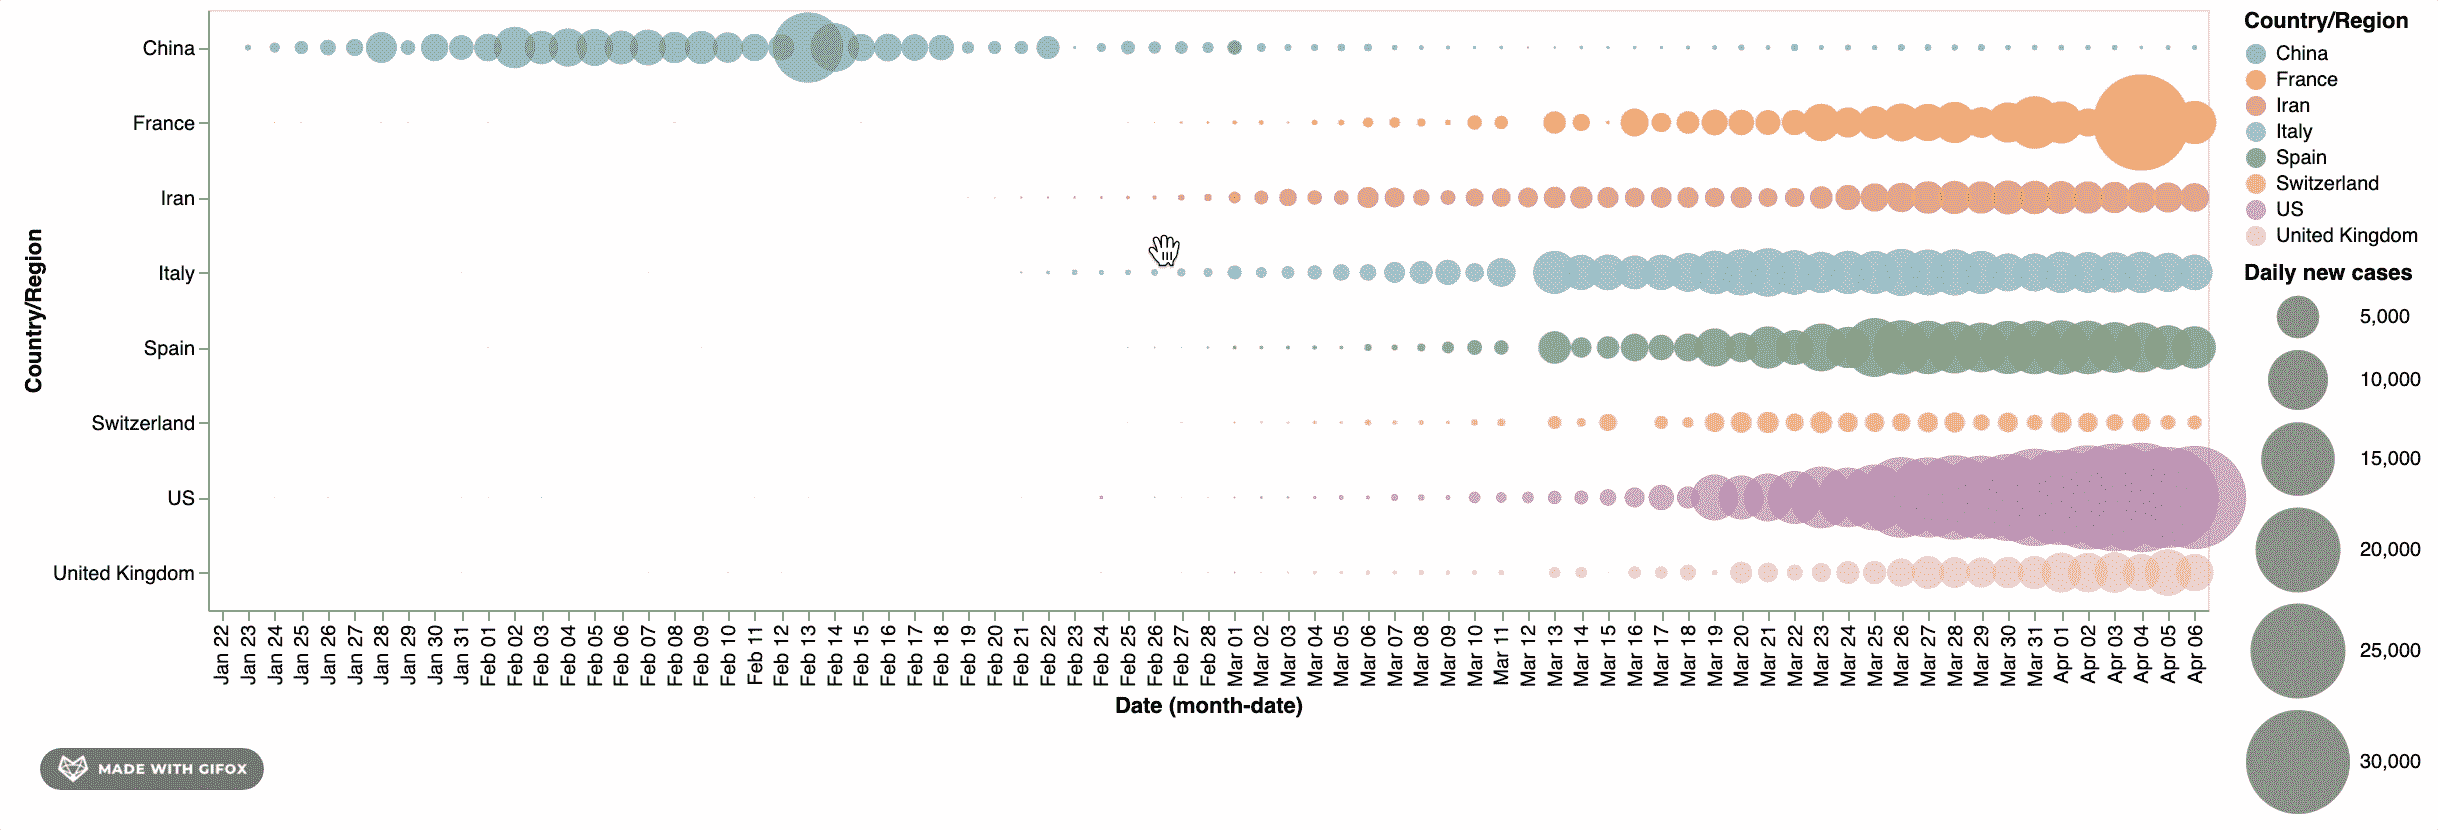 Country/Region
China
France
Iran
Italy
Spain
Switzerland
US
United Kingdom
Country/Region
Jan 22
Jan 23
Jan 24
Jan 25
Jan 26
Jan 27
Jan 28
Jan 29
Jan 30
Jan 31
Feb 01
Feb 02
Feb 03
Feb 04
Feb 05
Feb 06
Feb 07
Feb 08
Feb 09
Feb 10
Feb 11
Feb 12
Feb 13
Feb 14
Feb 15
Feb 16
Feb 17
Feb 18
Feb 19
Feb 20
Feb 21
Feb 22
Feb 23
Feb 24
Feb 25
Feb 26
Feb 27
Feb 28
Mar 01
Mar 02
Mar 03
Mar 04
Mar 05
Mar 06
Mar 07
Mar 08
Mar 09
Mar 10
Mar 11
Mar 12
Mar 13
Mar 14
Mar 15
Mar 16
Mar 17
Mar 18
Mar 19
Mar 20
Mar 21
Mar 22
Mar 23
Mar 24
Mar 25
Mar 26
Mar 27
Mar 28
Mar 29
Mar 30
Mar 31
Apr 01
Apr 02
Apr 03
Apr 04
Apr 05
Apr 06
Date (month-date)
China
France
Iran
Italy
Spain
Switzerland
US
United Kingdom
Daily new cases
5,000
10,000
15,000
20,000
25,000
30,000
MADE WITH GIFOX